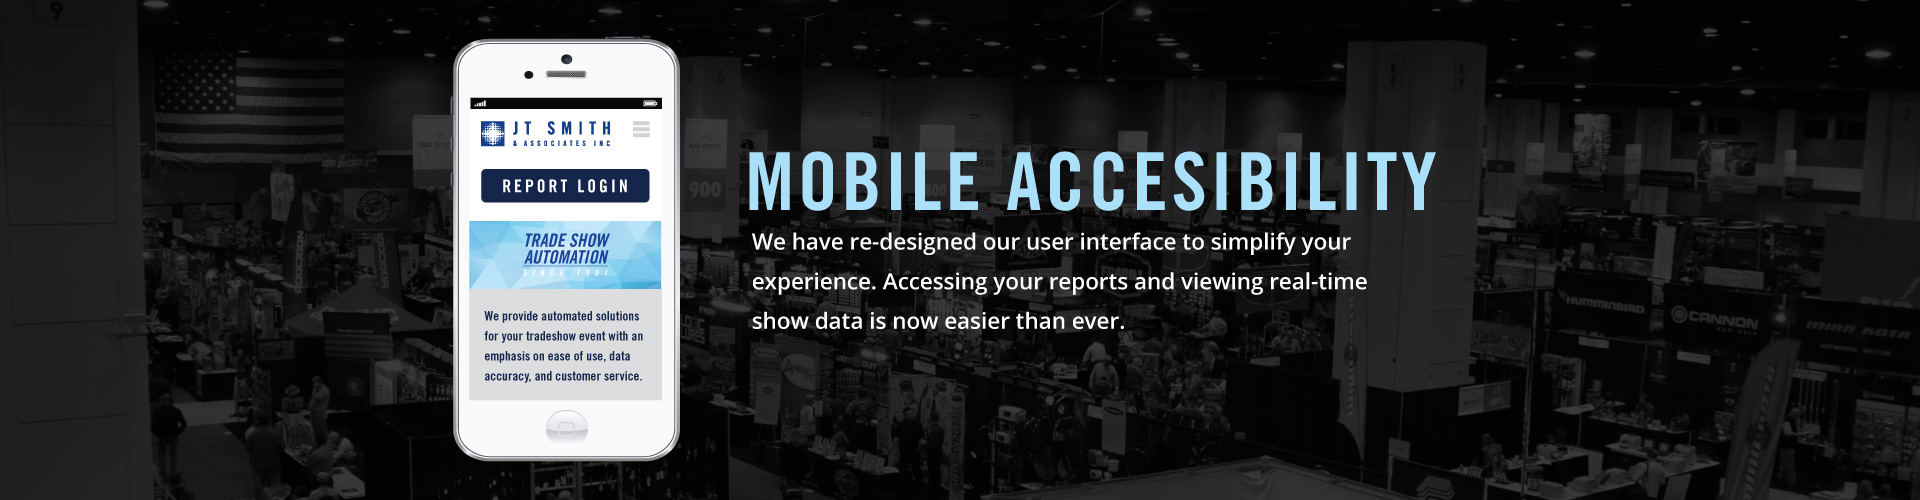 9
JT SMITH
& ASSOCIATES INC
REPORT LOGIN
TRADE SHOW
AUTOMATION
SINCE 1991
We provide automated solutions
for your tradeshow event with an
emphasis on ease of use, data
accuracy, and customer service.
MOBILE ACCESIBILITY
We have re-designed our user interface to simplify your
experience. Accessing your reports and viewing real-time
show data is now easier than ever.
900
HUMMINBIRD
CANNON
MINN KOTA